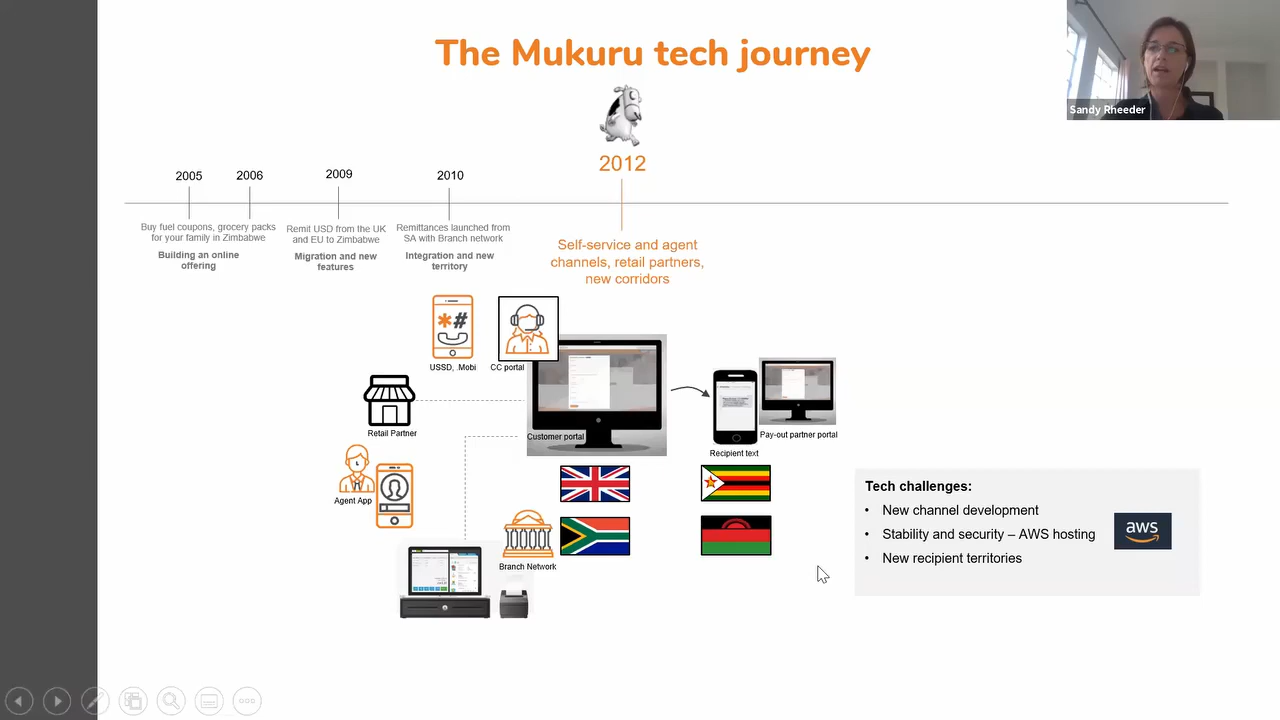 The Mukuru tech journey
Sandy Rheeder
2005
2006
2009
2010
2012
Buy fuel coupons, grocery packs
for your family in Zimbabwe
Building an online
offering
Remit USD from the UK
and EU to Zimbabwe
Migration and new
features
Remittances launched from
SA with Branch network
Integration and new
territory
Self-service and agent
channels, retail partners,
new corridors
*#
USSD, .Mobi
CC portal
Retail Partner
Customer portal
Pay-out partner portal
Recipient text
Agent App
Branch Network
Tech challenges:
• New channel development
• Stability and security – AWS hosting
• New recipient territories
aws